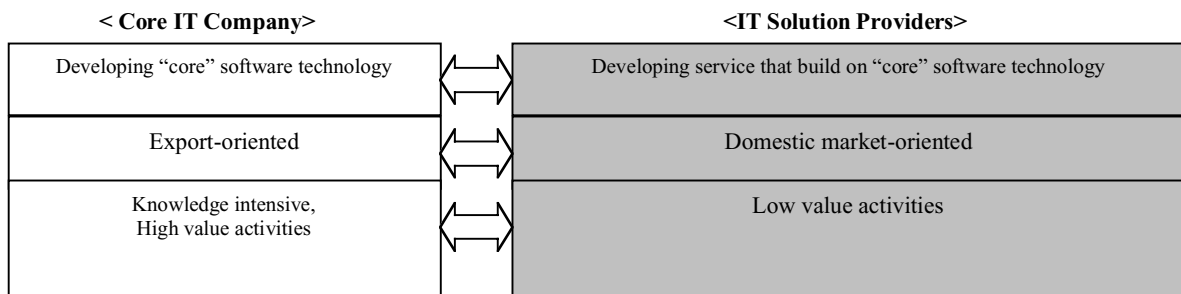 < Core IT Company>
<IT Solution Providers>
Developing “core” software technology
Developing service that build on “core” software technology
Export-oriented
Domestic market-oriented
Knowledge intensive,
High value activities
Low value activities